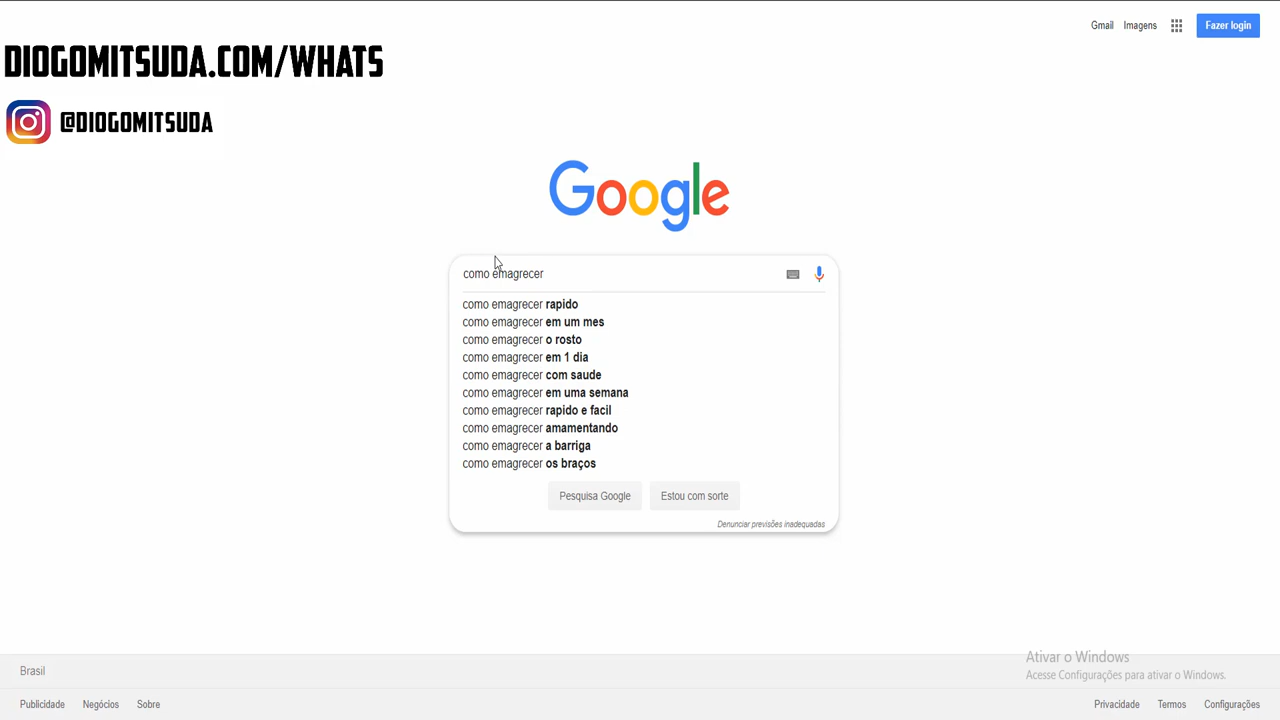 Gmail Imagens Fazer login
DIOGOMITSUDA.COM/WHATS
@DIOGOMITSUDA
Google
como emagrecer
como emagrecer rapido
como emagrecer em um mes
como emagrecer o rosto
como emagrecer em 1 dia
como emagrecer com saude
como emagrecer em uma semana
como emagrecer rapido e facil
como emagrecer amamentando
como emagrecer a barriga
como emagrecer os braços
Pesquisa Google Estou com sorte
Denunciar previsões inadequadas
Ativar o Windows
Acesse Configurações para ativar o Windows.
Brasil
Publicidade Negócios Sobre Privacidade Termos Configurações